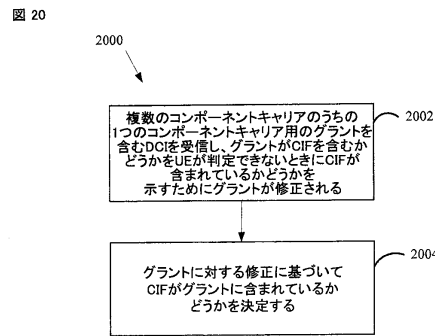 図 20
2000
複数のコンポーネントキャリアのうちの
1つのコンポーネントキャリア用のグラントを
含むDCIを受信し、グラントがCIFを含むか
どうかをUEが判定できないときにCIFが
含まれているかどうかを
示すためにグラントが修正される
2002
グラントに対する修正に基づいて
CIFがグラントに含まれているか
どうかを決定する
2004